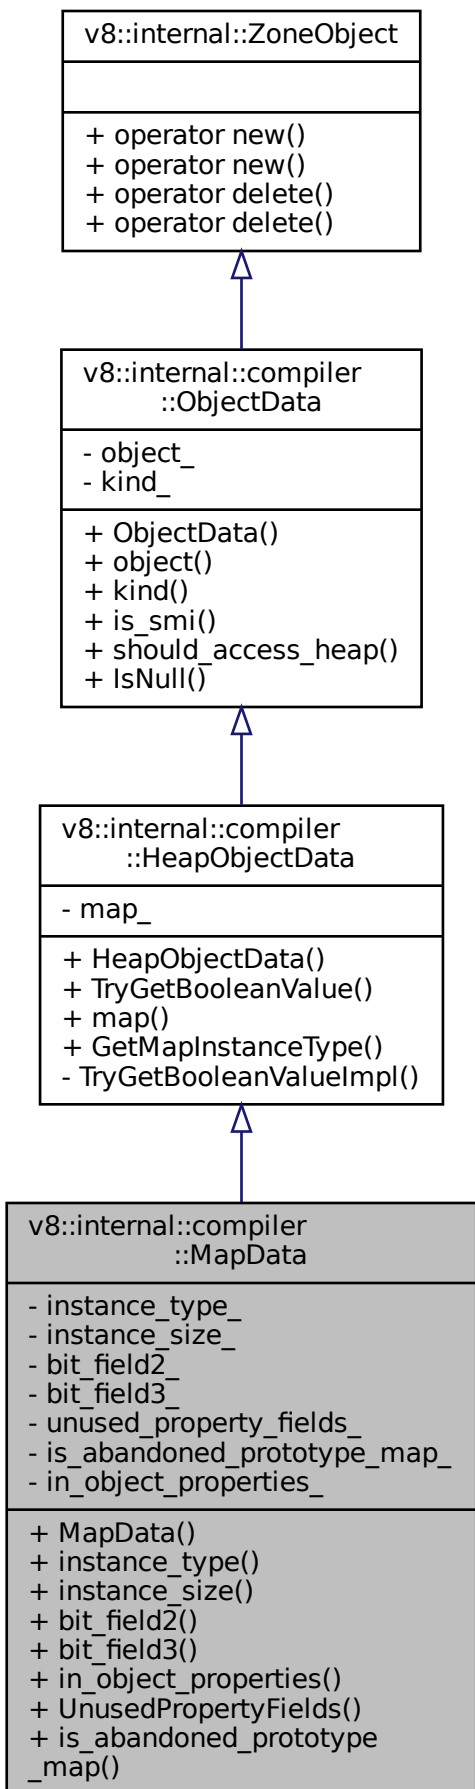 v8::internal::ZoneObject
+ operator new()
+ operator new()
+ operator delete()
+ operator delete()
v8::internal::compiler
::ObjectData
- object_
- kind_
+ ObjectData()
+ object()
+ kind()
+ is_smi()
+ should_access_heap()
+ IsNull()
v8::internal::compiler
::HeapObjectData
- map_
+ HeapObjectData()
+ TryGetBooleanValue()
+ map()
+ GetMapInstanceType()
- TryGetBooleanValueImpl()
v8::internal::compiler
::MapData
- instance_type_
- instance_size_
- bit_field2_
- bit_field3_
- unused_property_fields_
- is_abandoned_prototype_map_
- in_object_properties_
+ MapData()
+ instance_type()
+ instance_size()
+ bit_field2()
+ bit_field3()
+ in_object_properties()
+ UnusedPropertyFields()
+ is_abandoned_prototype
_map()